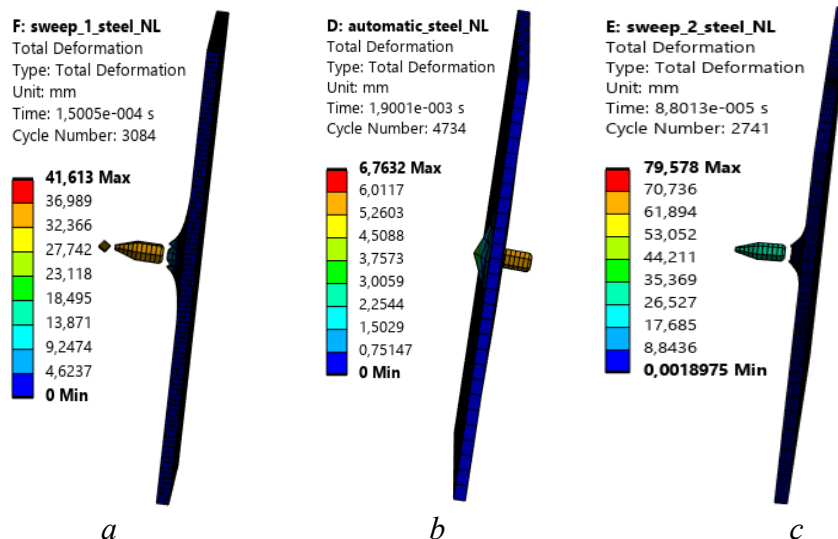 F: sweep_1_steel_NL
Total Deformation
Type: Total Deformation
Unit: mm
Time: 1,5005e-004 s
Cycle Number: 3084
41,613 Max
36,989
32,366
27,742
23,118
18,495
13,871
9,2474
4,6237
0 Min
a
D: automatic_steel_NL
Total Deformation
Type: Total Deformation
Unit: mm
Time: 1,9001e-003 s
Cycle Number: 4734
6,7632 Max
6,0117
5,2603
4,5088
3,7573
3,0059
2,2544
1,5029
0,75147
0 Min
b
E: sweep_2_steel_NL
Total Deformation
Type: Total Deformation
Unit: mm
Time: 8,8013e-005 s
Cycle Number: 2741
79,578 Max
70,736
61,894
53,052
44,211
35,369
26,527
17,685
8,8436
0,0018975 Min
c